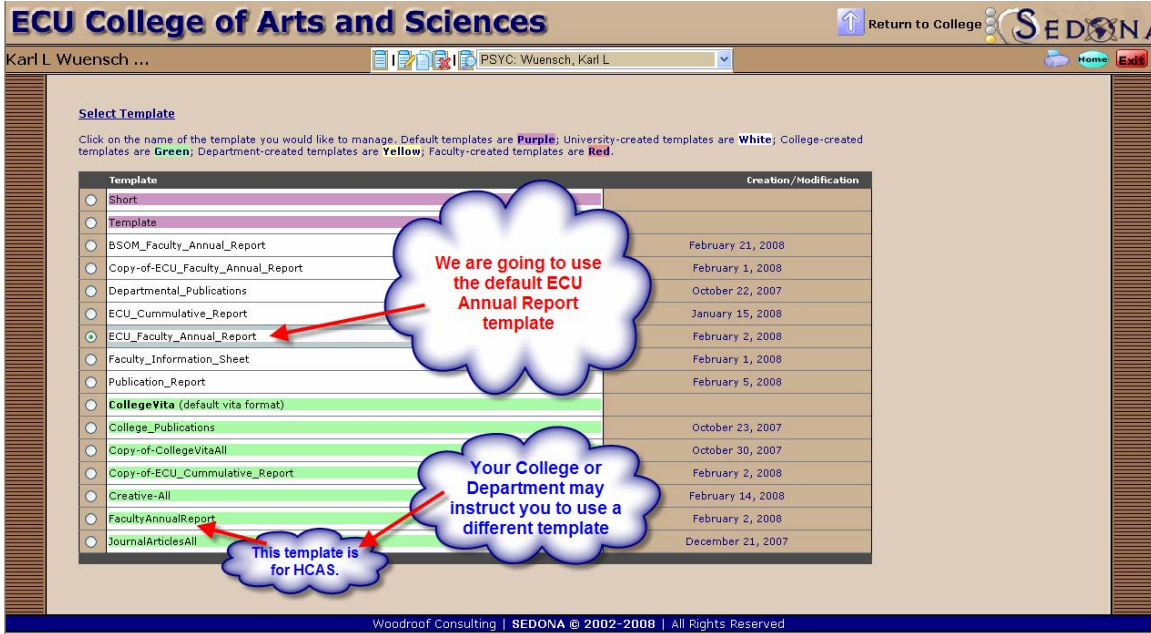 ECU College of Arts and Sciences
Return to College
SEDONA
Karl L Wuensch ...
PSYC: Wuensch, Karl L
Home
Exit
Select Template
Click on the name of the template you would like to manage. Default templates are Purple; University-created templates are White; College-created
templates are Green; Department-created templates are Yellow; Faculty-created templates are Red.
Template Creation/Modification
Short
Template
BSOM_Faculty_Annual_Report February 21, 2008
Copy-of-ECU_Faculty_Annual_Report February 1, 2008
Departmental_Publications October 22, 2007
ECU_Cummulative_Report January 15, 2008
ECU_Faculty_Annual_Report February 2, 2008
Faculty_Information_Sheet February 1, 2008
Publication_Report February 5, 2008
CollegeVita (default vita format)
College_Publications October 23, 2007
Copy-of-CollegeVitaAll October 30, 2007
Copy-of-ECU_Cummulative_Report February 2, 2008
Creative-All February 14, 2008
FacultyAnnualReport February 2, 2008
JournalArticlesAll December 21, 2007
We are going to use
the default ECU
Annual Report
template
Your College or
Department may
instruct you to use a
different template
This template is
for HCAS.
Woodroof Consulting | SEDONA © 2002-2008 | All Rights Reserved